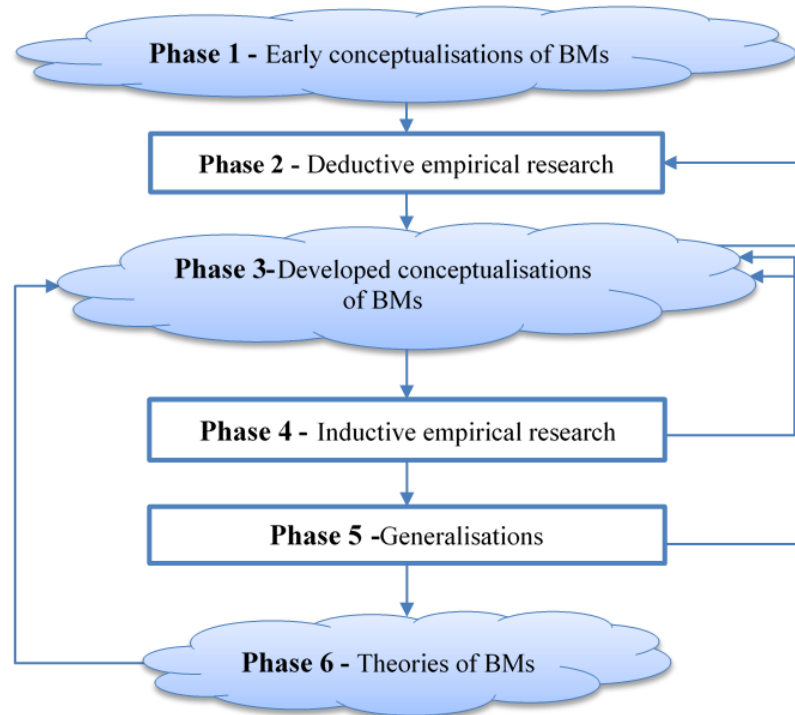 Phase 1 - Early conceptualisations of BMs
Phase 2 - Deductive empirical research
Phase 3-Developed conceptualisations
of BMs
Phase 4 - Inductive empirical research
Phase 5 -Generalisations
Phase 6 - Theories of BMs